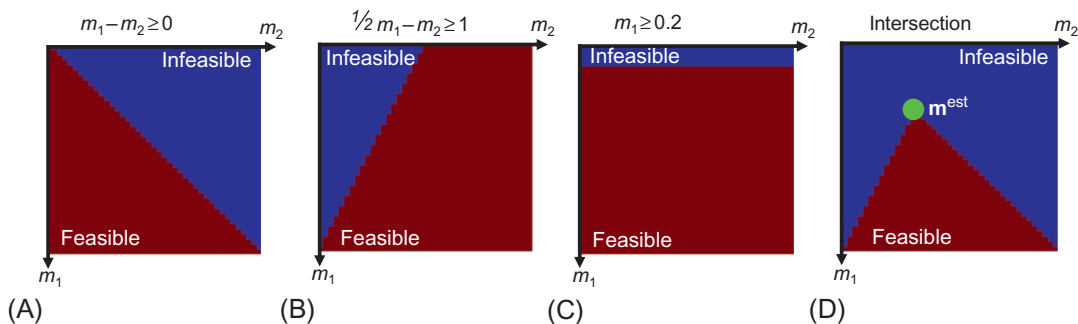 m₁ – m₂ ≥ 0
m₂
Infeasible
Feasible
m₁
(A)
½ m₁ – m₂ ≥ 1
m₂
Infeasible
Feasible
m₁
(B)
m₁ ≥ 0.2
m₂
Infeasible
Feasible
m₁
(C)
Intersection
m₂
Infeasible
mᵉˢᵗ
Feasible
m₁
(D)